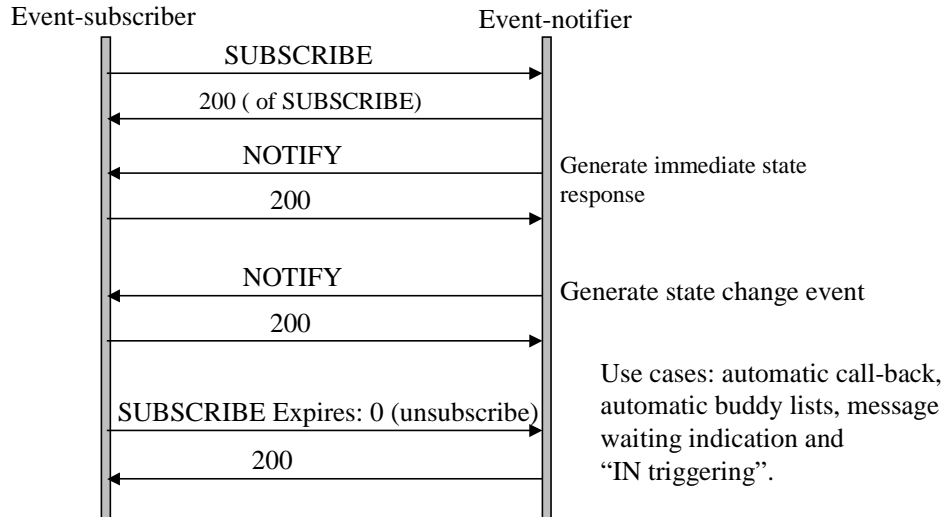 Event-subscriber
Event-notifier
SUBSCRIBE
200 ( of SUBSCRIBE)
NOTIFY
Generate immediate state
response
200
NOTIFY
Generate state change event
200
Use cases: automatic call-back,
automatic buddy lists, message
waiting indication and
“IN triggering”.
SUBSCRIBE Expires: 0 (unsubscribe)
200